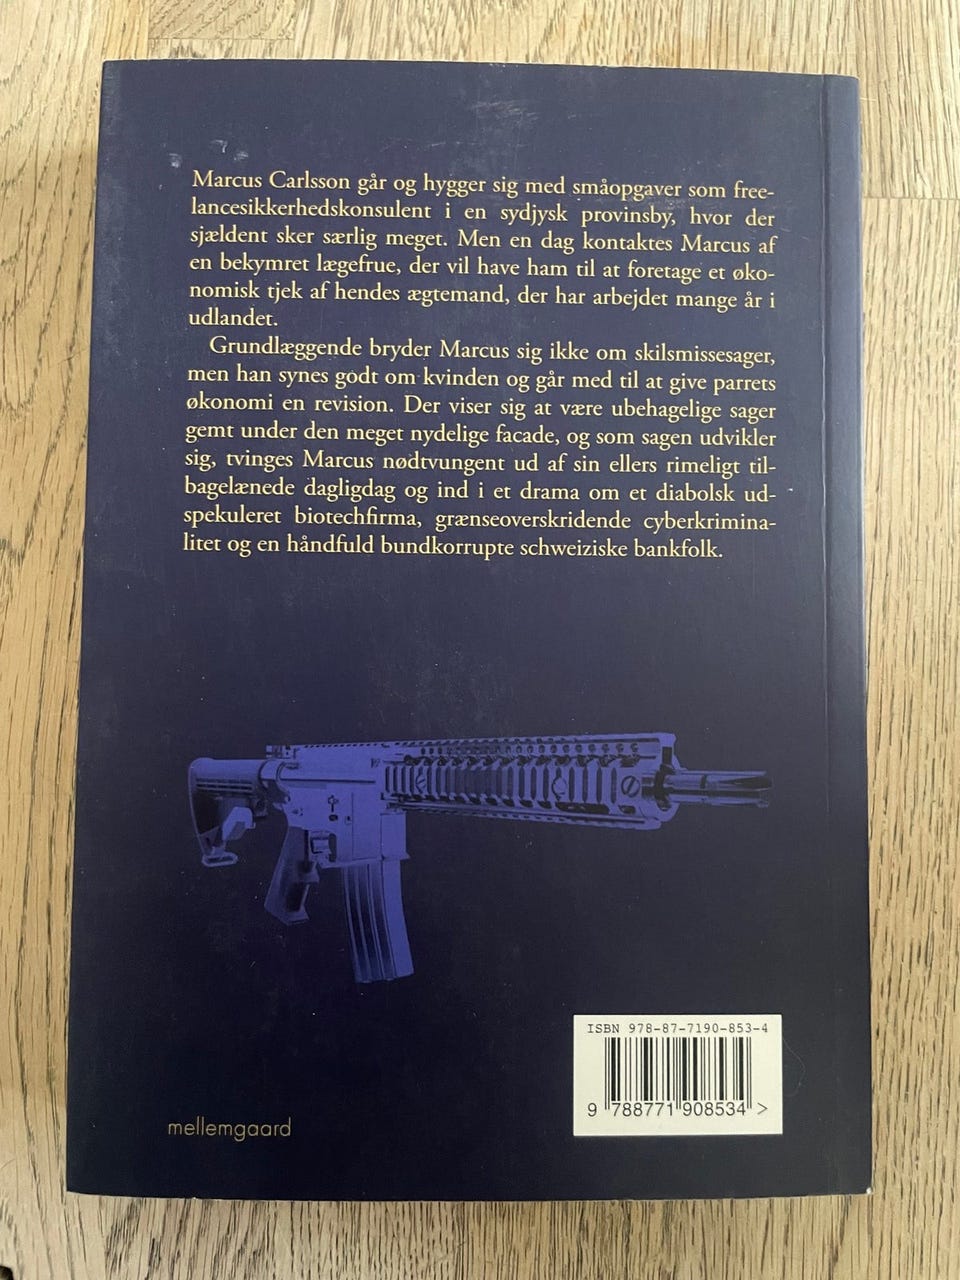 Marcus Carlsson går og hygger sig med småopgaver som free-
lancesikkerhedskonsulent i en sydjysk provinsby, hvor der
sjældent sker særlig meget. Men en dag kontaktes Marcus af
en bekymret lægefrue, der vil have ham til at foretage et øko-
nomisk tjek af hendes ægtemand, der har arbejdet mange år i
udlandet.
Grundlæggende bryder Marcus sig ikke om skilsmissesager,
men han synes godt om kvinden og går med til at give parrets
økonomi en revision. Der viser sig at være ubehagelige sager
gemt under den meget nydelige facade, og som sagen udvikler
sig, tvinges Marcus nødtvungent ud af sin ellers rimeligt til-
bagelænede dagligdag og ind i et drama om et diabolsk ud-
spekuleret biotechfirma, grænseoverskridende cyberkrimina-
litet og en håndfuld bundkorrupte schweiziske bankfolk.
ISBN 978-87-7190-853-4
9 788771 908534 >
mellemgaard